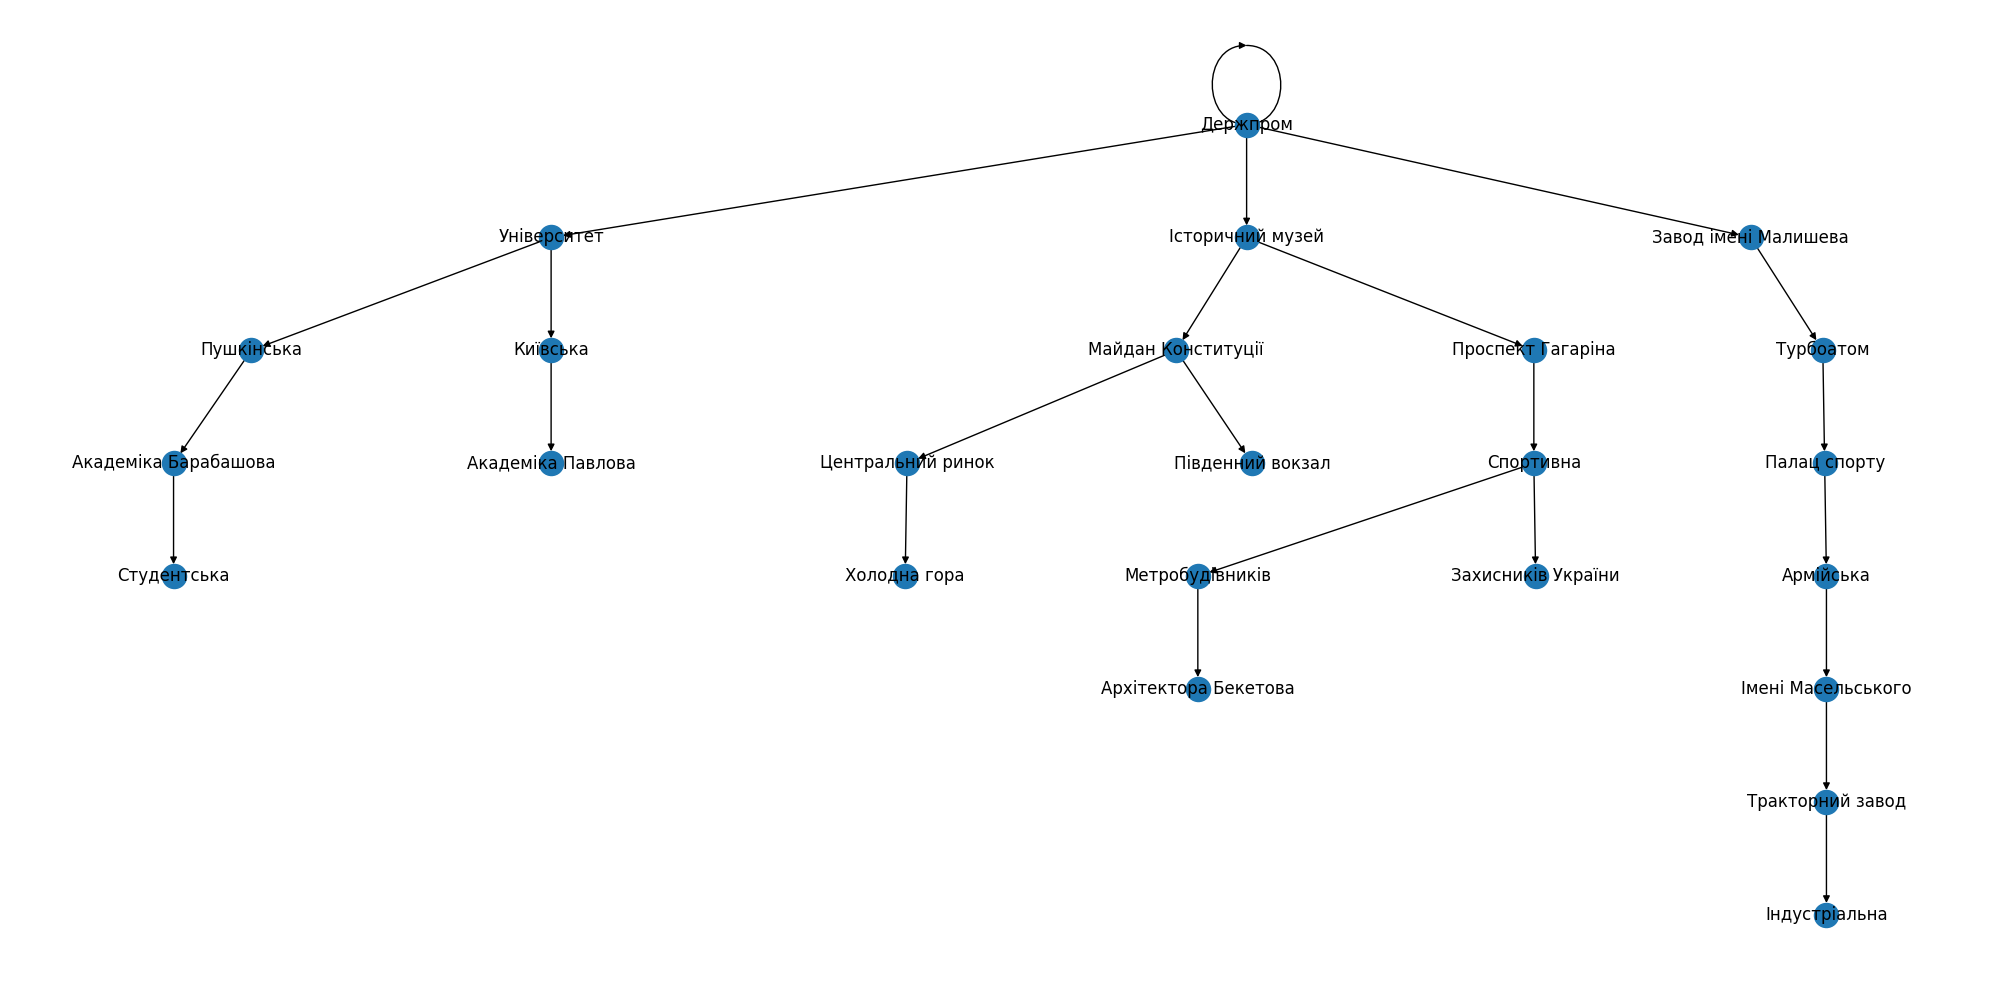 Держпром
Університет
Історичний музей
Завод імені Малишева
Пушкінська
Київська
Майдан Конституції
Проспект Гагаріна
Турбоатом
Академіка Барабашова
Академіка Павлова
Центральний ринок
Південний вокзал
Спортивна
Палац спорту
Студентська
Холодна гора
Метробудівників
Захисників України
Армійська
Архітектора Бекетова
Імені Масельського
Тракторний завод
Індустріальна